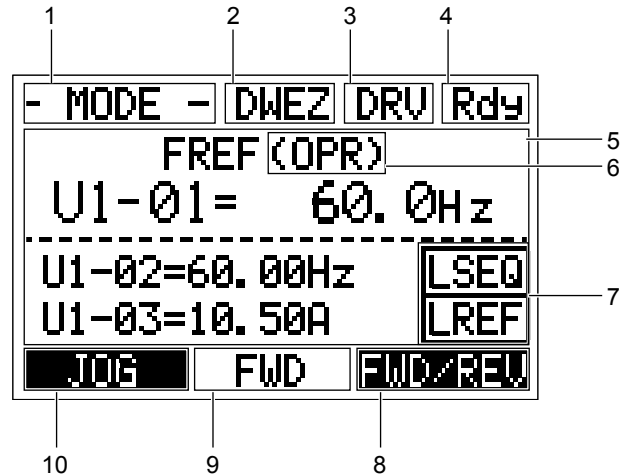 1 2 3 4
- MODE - DWEZ DRV Rdy
5
FREF (OPR)
6
U1-01= 60.0Hz
U1-02=60.00Hz LSEQ
7
U1-03=10.50A LREF
JOG FWD FWD/REV
10 9 8